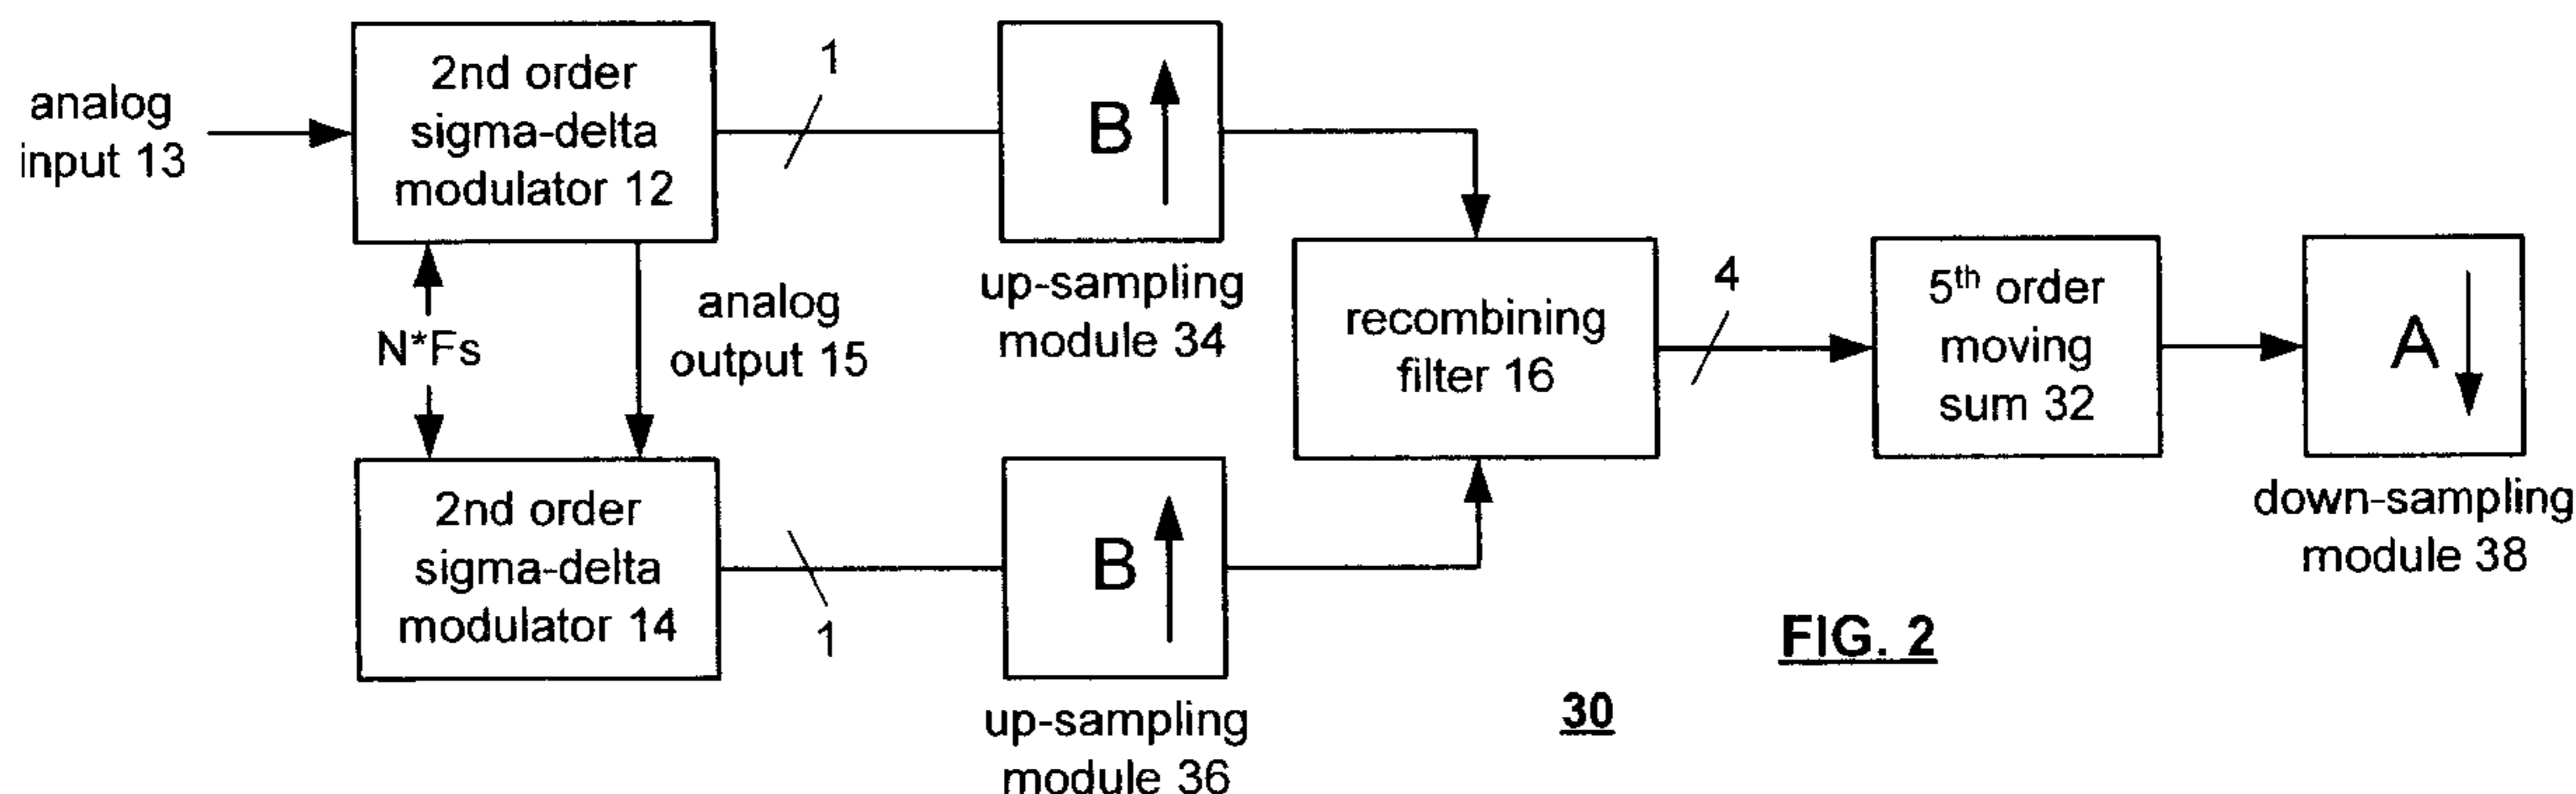 analog
input 13
2nd order
sigma-delta
modulator 12
1
B
up-sampling
module 34
N*Fs
analog
output 15
2nd order
sigma-delta
modulator 14
1
B
up-sampling
module 36
recombining
filter 16
4
5th order
moving
sum 32
A
down-sampling
module 38
FIG. 2
30